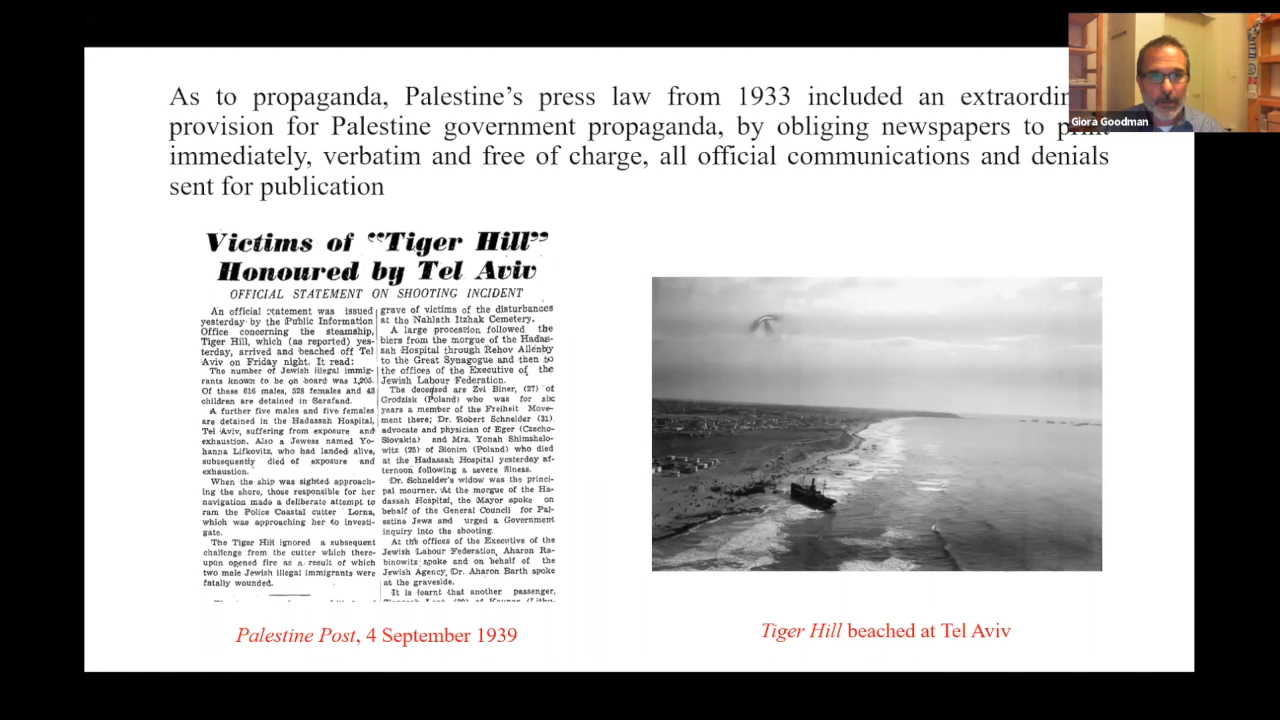 As to propaganda, Palestine's press law from 1933 included an extraordin
provision for Palestine government propaganda, by obliging newspapers to print
immediately, verbatim and free of charge, all official communications and denials
sent for publication
Giora Goodman
Victims of "Tiger Hill"
Honoured by Tel Aviv
OFFICIAL STATEMENT ON SHOOTING INCIDENT
An official statement was issued
yesterday by the Public Information
Office concerning the steamship,
Tiger Hill, which (as reported) yes-
terday, arrived and beached off Tel
Aviv on Friday night. It read:
The number of Jewish illegal immig-
rants known to be on board was 1,205.
Of these 616 males, 528 females and 43
children are detained in Sarafand.
A further five males and five females
are detained in the Hadassah Hospital,
Tel Aviv, suffering from exposure and
exhaustion. Also a Jewess named Yo-
hanna Lifkovitz, who had landed alive,
subsequently died of exposure and
exhaustion.
When the ship was sighted approach-
ing the shore, those responsible for her
navigation made a deliberate attempt to
ram the Police Coastal cutter Lorna,
which was approaching her to investi-
gate.
The Tiger Hill ignored a subsequent
challenge from the cutter which there-
upon opened fire as a result of which
two male Jewish illegal immigrants were
fatally wounded.
grave of victims of the disturbances
at the Nahlath Itzhak Cemetery.
A large procession followed the
biers from the morgue of the Hadas-
sah Hospital through Rehov Allenby
to the Great Synagogue and then to
the offices of the Executive of the
Jewish Labour Federation.
The deceased are Zvi Biner, (27) of
Grodzisk (Poland) who was for six
years a member of the Freiheit Move-
ment there; Dr. Robert Schneider (31)
advocate and physician of Eger (Czecho-
Slovakia) and Mrs. Yonah Shimshelo-
witz (25) of Slonim (Poland) who died
at the Hadassah Hospital yesterday af-
ternoon following a severe illness.
Dr. Schneider's widow was the princi-
pal mourner. At the morgue of the Ha-
dassah Hospital, the Mayor spoke on
behalf of the General Council for Pal-
estine Jews and urged a Government
inquiry into the shooting.
At the offices of the Executive of the
Jewish Labour Federation, Aharon Ra-
binowitz spoke and on behalf of the
Jewish Agency, Dr. Aharon Barth spoke
at the graveside.
It is learnt that another passenger,
Palestine Post, 4 September 1939
Tiger Hill beached at Tel Aviv